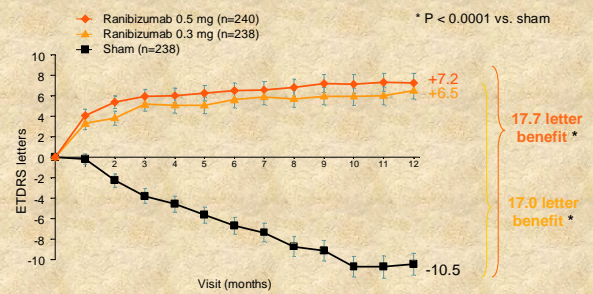 Ranibizumab 0.5 mg (n=240)
Ranibizumab 0.3 mg (n=238)
Sham (n=238)
* P < 0.0001 vs. sham
10
8
6
4
2
0
-2
-4
-6
-8
-10
ETDRS letters
2 3 4 5 6 7 8 9 10 11 12
Visit (months)
+7.2
+6.5
-10.5
17.7 letter
benefit *
17.0 letter
benefit *